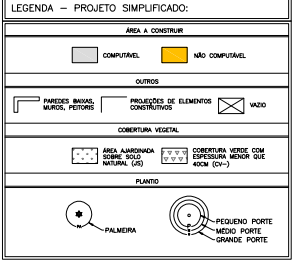 LEGENDA – PROJETO SIMPLIFICADO:
ÁREA A CONSTRUIR
COMPUTÁVEL
NÃO COMPUTÁVEL
OUTROS
PAREDES BAIXAS,
MUROS, PEITORIS
PROJEÇÕES DE ELEMENTOS
CONSTRUTIVOS
VAZIO
COBERTURA VEGETAL
ÁREA AJARDINADA
SOBRE SOLO
NATURAL (JS)
COBERTURA VERDE COM
ESPESSURA MENOR QUE
40CM (CV-)
PLANTIO
PALMEIRA
PEQUENO PORTE
MÉDIO PORTE
GRANDE PORTE